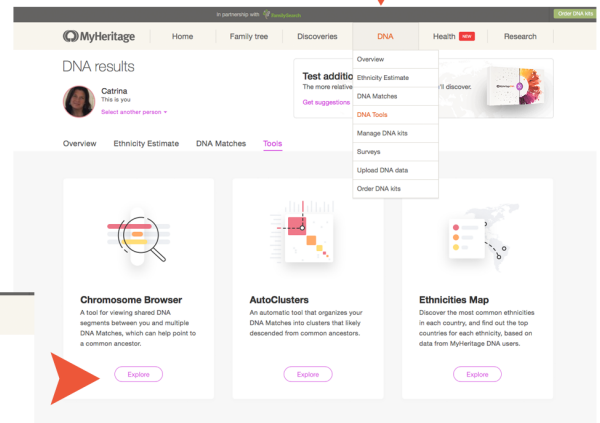 In partnership with FamilySearch
Order DNA kits
MyHeritage
Home
Family tree
Discoveries
DNA
Health NEW
Research
DNA results
Catrina
This is you
Select another person
Test additio
The more relative
'll discover.
Get suggestions
Overview
Ethnicity Estimate
DNA Matches
DNA Tools
Manage DNA kits
Surveys
Upload DNA data
Order DNA kits
Overview
Ethnicity Estimate
DNA Matches
Tools
Chromosome Browser
A tool for viewing shared DNA
segments between you and multiple
DNA Matches, which can help point to
a common ancestor.
Explore
AutoClusters
An automatic tool that organizes your
DNA Matches into clusters that likely
descended from common ancestors.
Explore
Ethnicities Map
Discover the most common ethnicities
in each country, and find out the top
countries for each ethnicity, based on
data from MyHeritage DNA users.
Explore